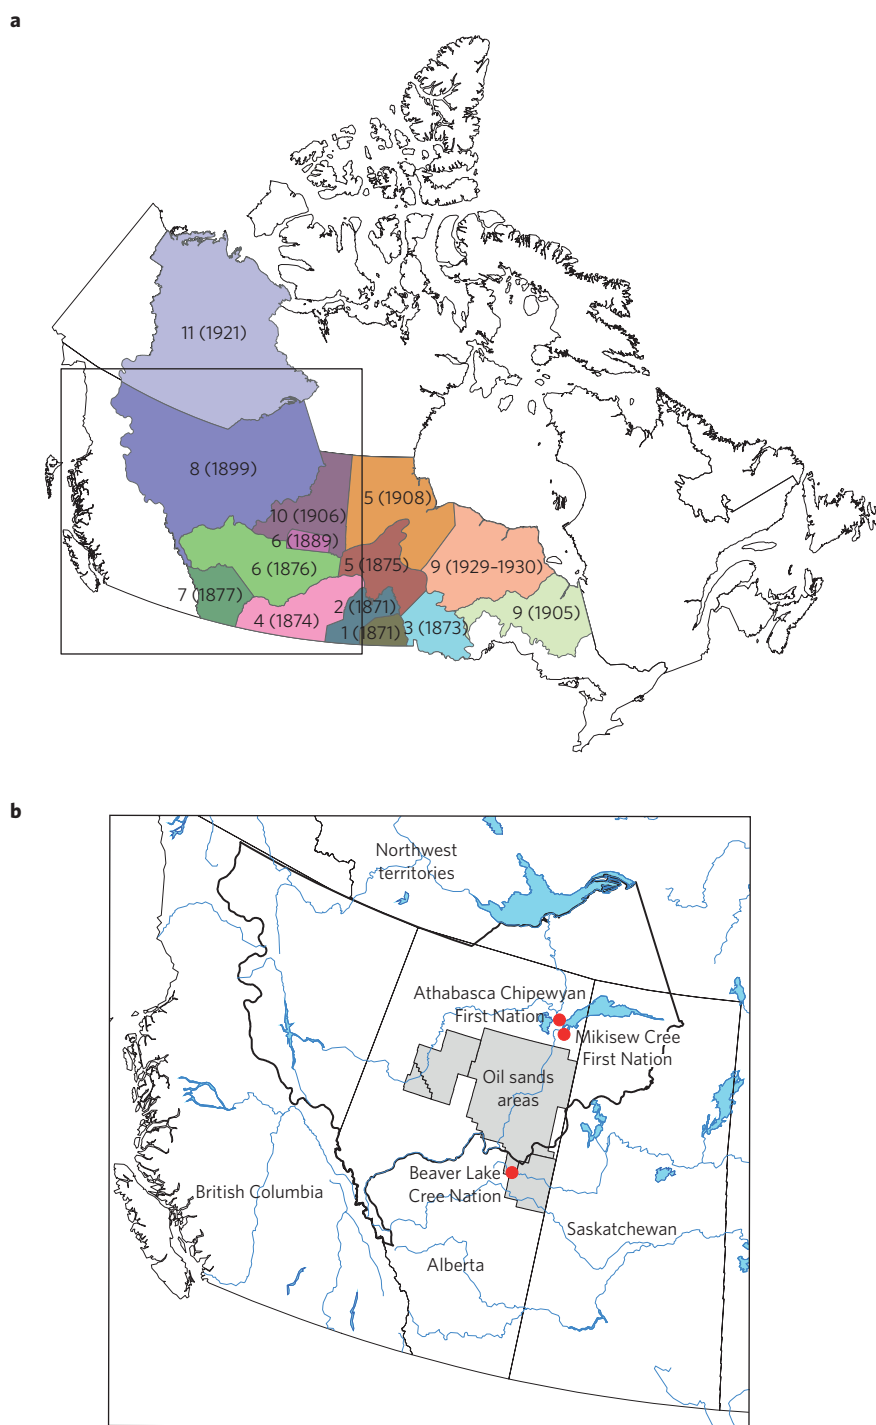 a
11 (1921)
8 (1899)
5 (1908)
10 (1906)
6 (1889)
5 (1875)
9 (1929–1930)
6 (1876)
7 (1877)
2 (1871)
9 (1905)
4 (1874)
1 (1871)
3 (1873)
b
Northwest
territories
Athabasca Chipewyan
First Nation
Mikisew Cree
First Nation
Oil sands
areas
Beaver Lake
Cree Nation
British Columbia
Saskatchewan
Alberta